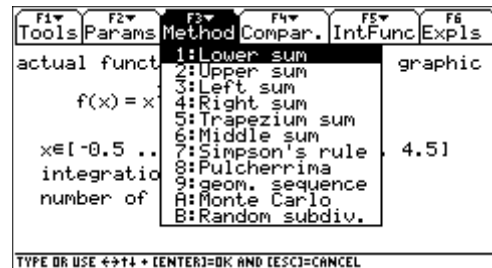 F1 F2 F3 F4 F5 F6
Tools Params Method Compar. IntFunc Expls
1:Lower sum
actual funct graphic
2:Upper sum
3:Left sum
f(x)=x
4:Right sum
5:Trapezium sum
6:Middle sum
x∈[-0.5 .. , 4.5]
7:Simpson's rule
integratio
8:Pulcherrima
number of
9:geom. sequence
A:Monte Carlo
B:Random subdiv.
TYPE OR USE ←→↑↓ + [ENTER]=OK AND [ESC]=CANCEL